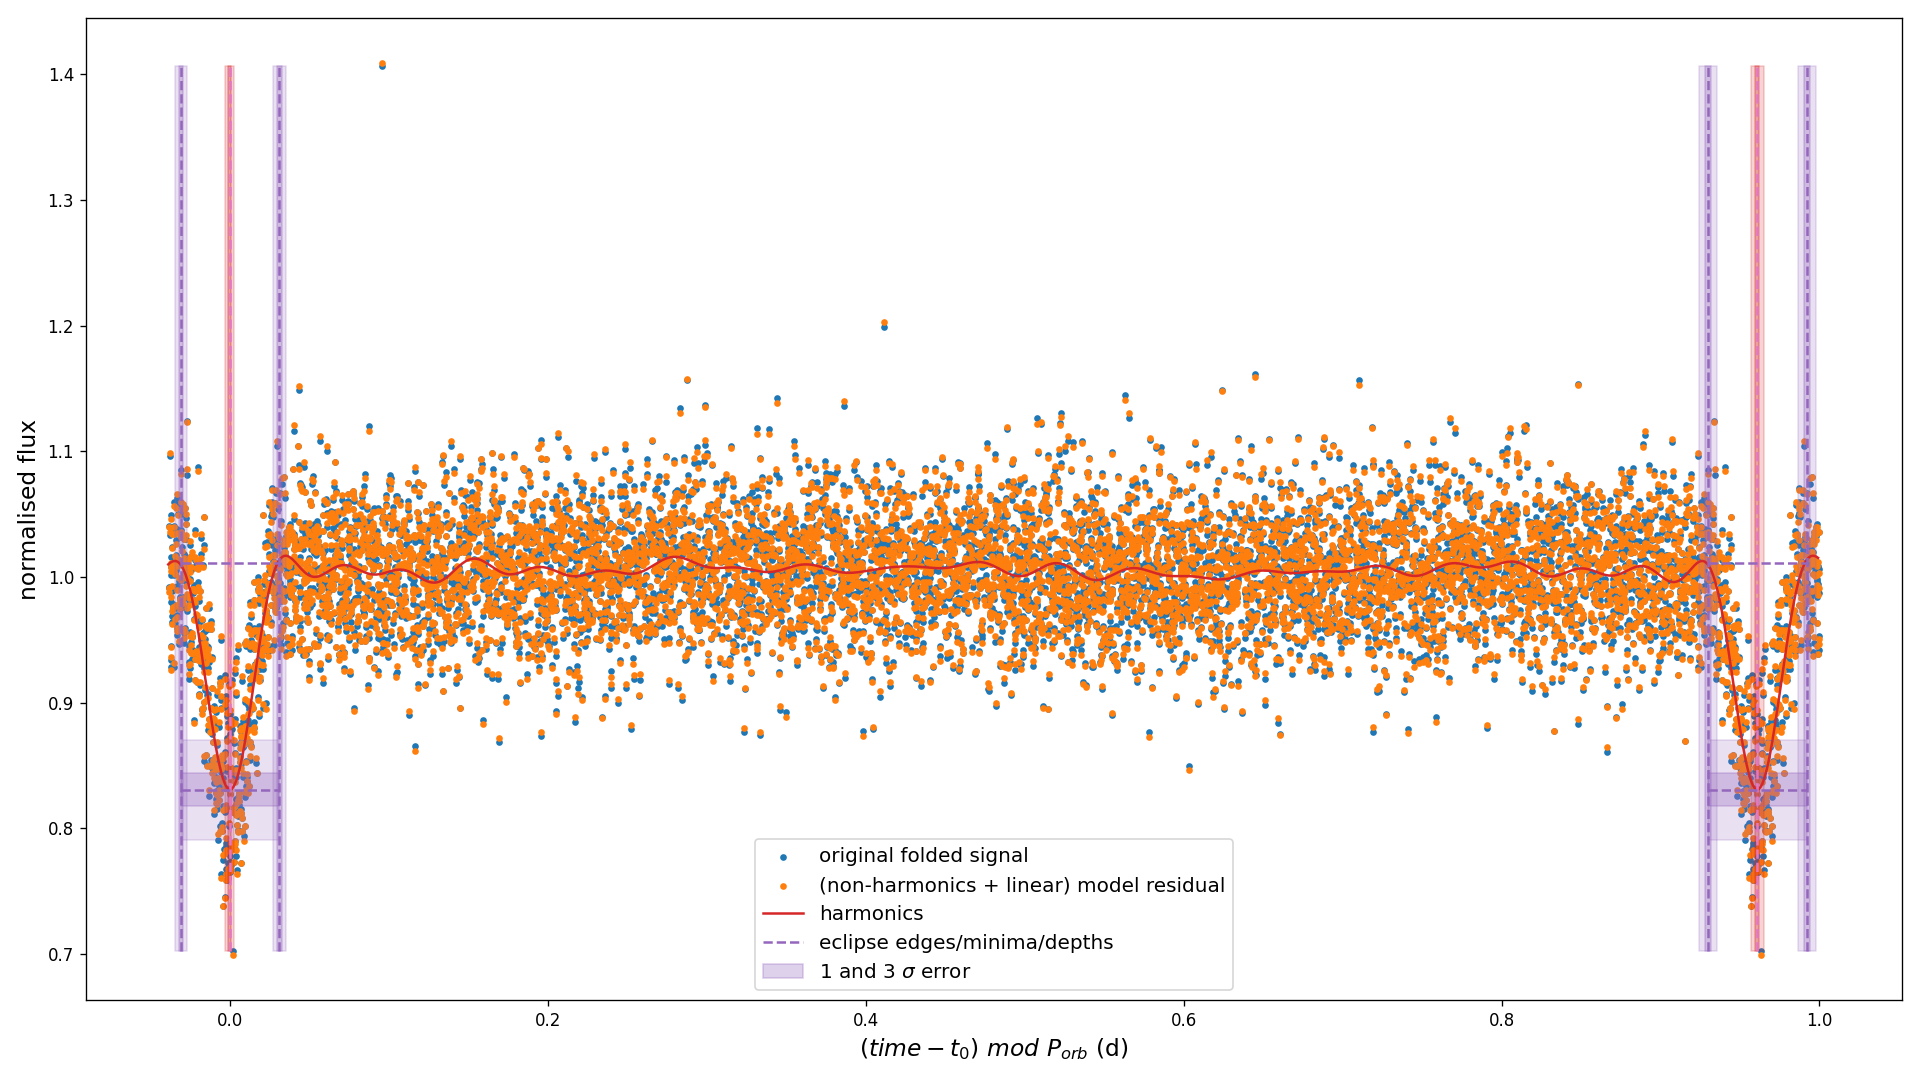 1.4
1.3
1.2
1.1
1.0
0.9
0.8
0.7
normalised flux
original folded signal
(non-harmonics + linear) model residual
harmonics
eclipse edges/minima/depths
1 and 3 σ error
0.0 0.2 0.4 0.6 0.8 1.0
(time − t₀) mod Pₒᵣb (d)